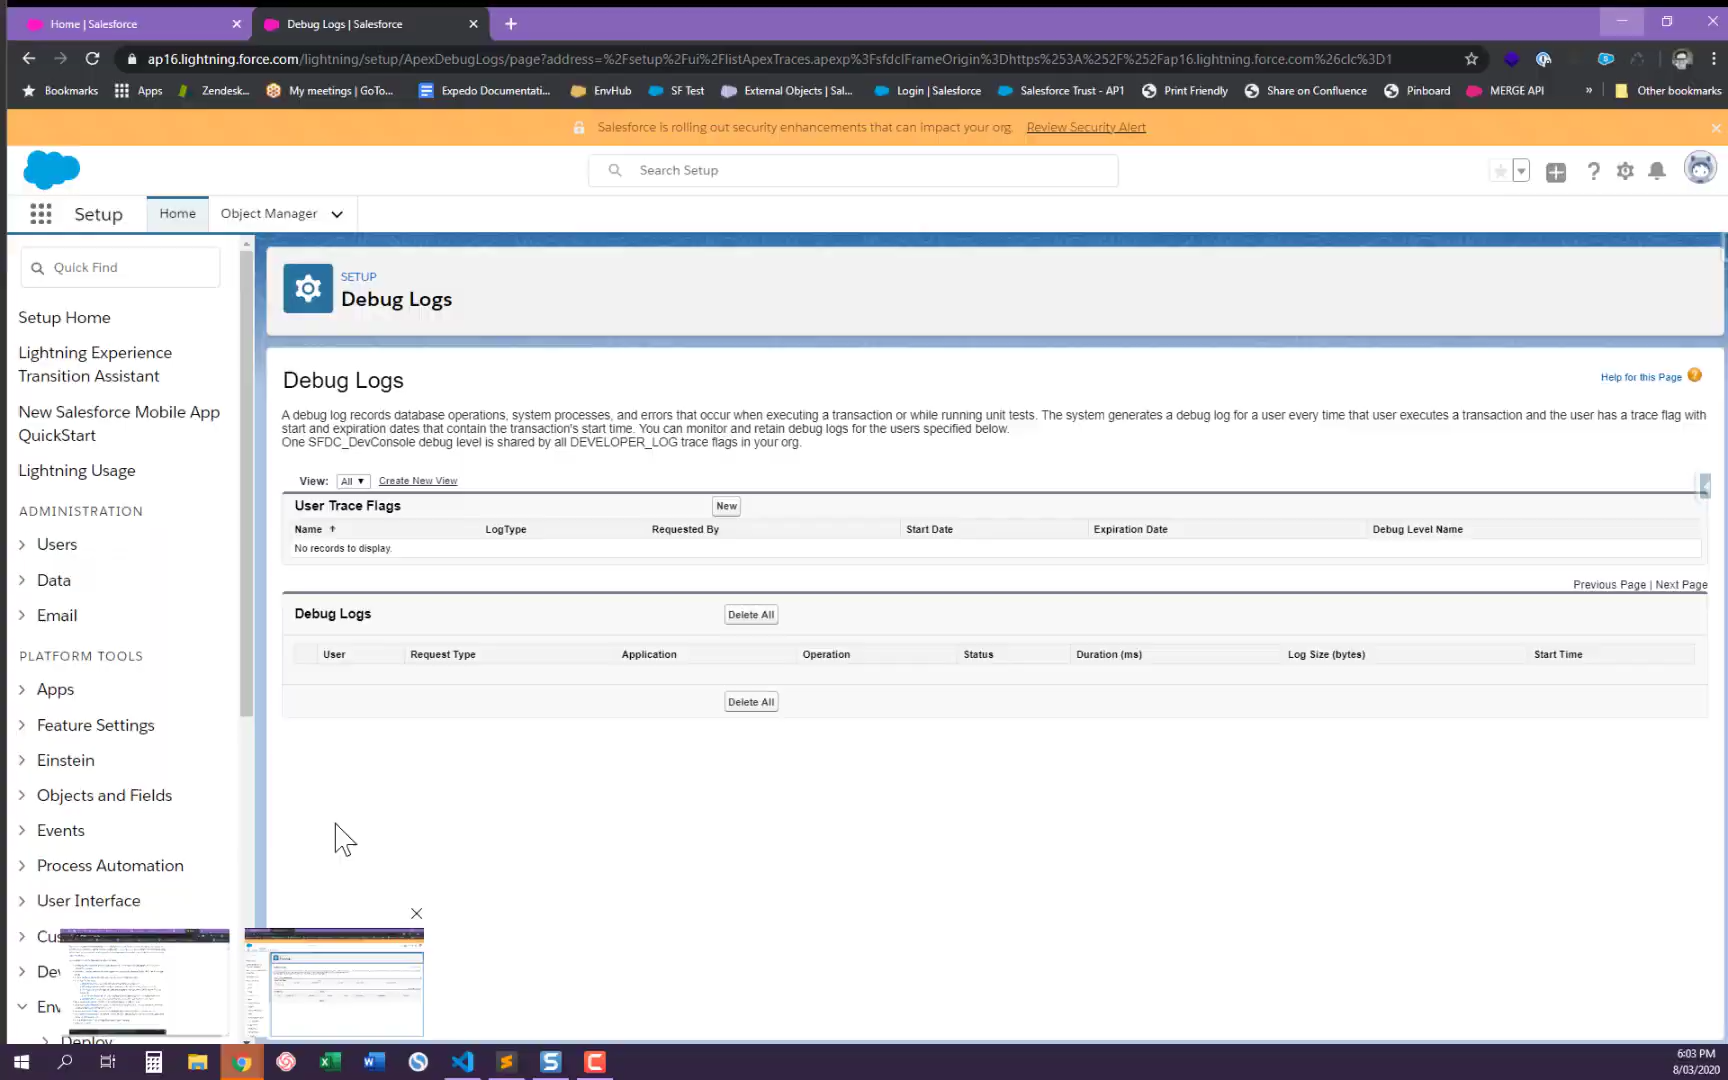 Home | Salesforce
Debug Logs | Salesforce
ap16.lightning.force.com/lightning/setup/ApexDebugLogs/page?address=%2Fsetup%2Fui%2FlistApexTraces.apexp%3FsfdcIFrameOrigin%3Dhttps%253A%252F%252Fap16.lightning.force.com%26clc%3D1
Bookmarks
Apps
Zendesk...
My meetings | GoTo...
Expedo Documentati...
EnvHub
SF Test
External Objects | Sal...
Login | Salesforce
Salesforce Trust - AP1
Print Friendly
Share on Confluence
Pinboard
MERGE API
»
Other bookmarks
Salesforce is rolling out security enhancements that can impact your org. Review Security Alert
Search Setup
Setup
Home
Object Manager
Quick Find
Setup Home
Lightning Experience
Transition Assistant
New Salesforce Mobile App
QuickStart
Lightning Usage
ADMINISTRATION
Users
Data
Email
PLATFORM TOOLS
Apps
Feature Settings
Einstein
Objects and Fields
Events
Process Automation
User Interface
Cus
Dev
Env
Deploy
SETUP
Debug Logs
Debug Logs
Help for this Page
A debug log records database operations, system processes, and errors that occur when executing a transaction or while running unit tests. The system generates a debug log for a user every time that user executes a transaction and the user has a trace flag with
start and expiration dates that contain the transaction's start time. You can monitor and retain debug logs for the users specified below.
One SFDC_DevConsole debug level is shared by all DEVELOPER_LOG trace flags in your org.
View: All Create New View
User Trace Flags New
Name LogType Requested By Start Date Expiration Date Debug Level Name
No records to display.
Previous Page | Next Page
Debug Logs Delete All
User Request Type Application Operation Status Duration (ms) Log Size (bytes) Start Time
Delete All
6:03 PM
8/03/2020